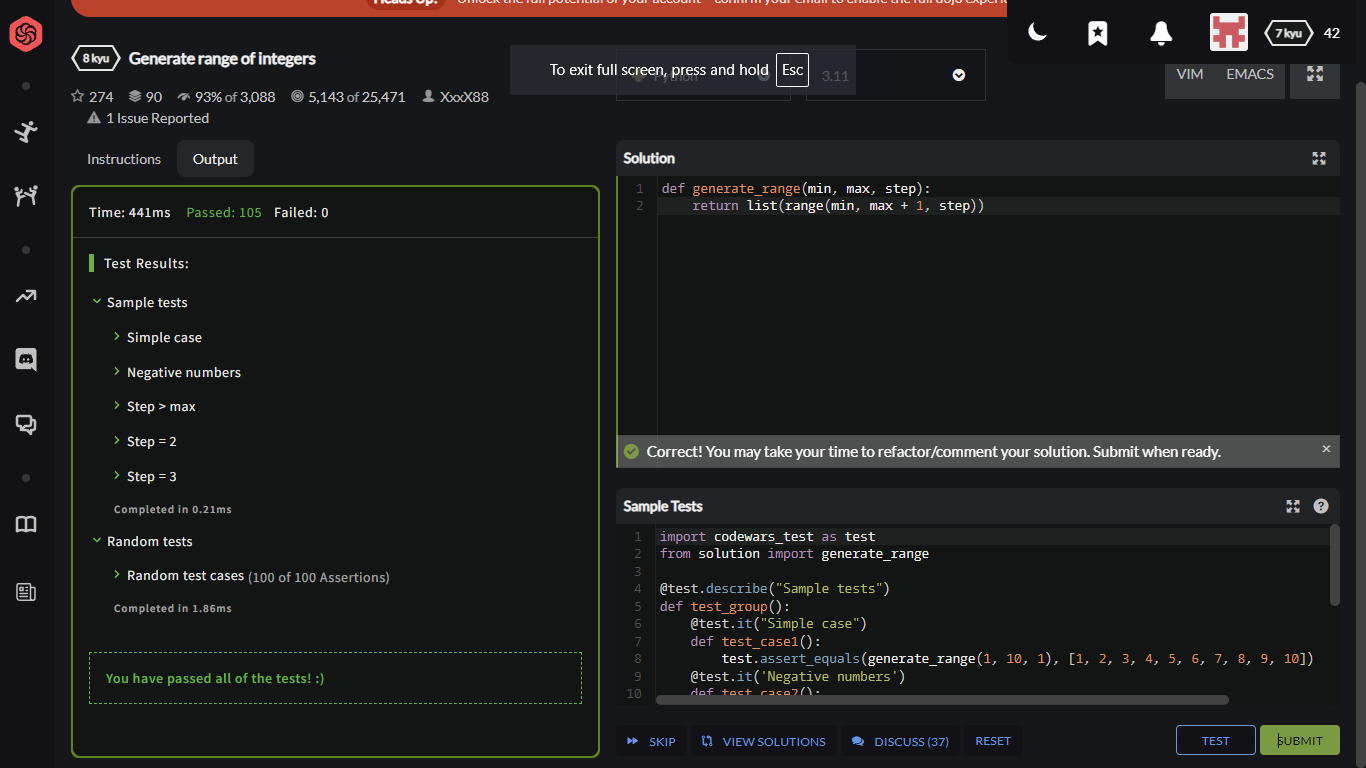 Heads Up! Unlock the full potential of your account – confirm your email to enable the full dojo experi
8 kyu Generate range of integers
To exit full screen, press and hold Esc
Python
3.11
VIM EMACS
7 kyu 42
274 90 93% of 3,088 5,143 of 25,471 XxxX88
1 Issue Reported
Instructions Output
Time: 441ms Passed: 105 Failed: 0
Test Results:
Sample tests
Simple case
Negative numbers
Step > max
Step = 2
Step = 3
Completed in 0.21ms
Random tests
Random test cases (100 of 100 Assertions)
Completed in 1.86ms
You have passed all of the tests! :)
Solution
1 def generate_range(min, max, step):
2 return list(range(min, max + 1, step))
Correct! You may take your time to refactor/comment your solution. Submit when ready. ×
Sample Tests ?
1 import codewars_test as test
2 from solution import generate_range
3
4 @test.describe("Sample tests")
5 def test_group():
6 @test.it("Simple case")
7 def test_case1():
8 test.assert_equals(generate_range(1, 10, 1), [1, 2, 3, 4, 5, 6, 7, 8, 9, 10])
9 @test.it('Negative numbers')
10 def test_case2():
SKIP VIEW SOLUTIONS DISCUSS (37) RESET TEST SUBMIT